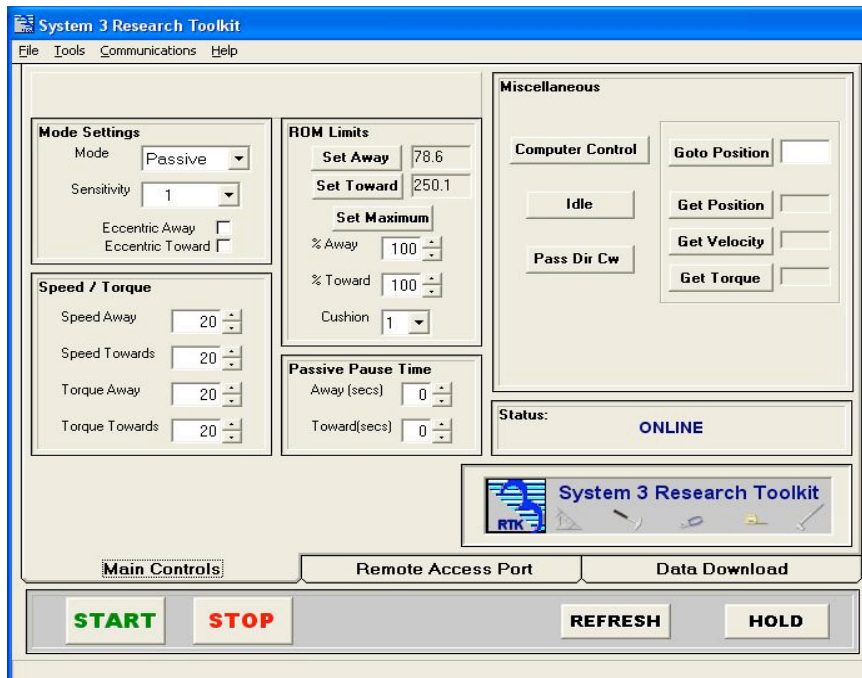 System 3 Research Toolkit
File Tools Communications Help
Mode Settings
Mode Passive
Sensitivity 1
Eccentric Away
Eccentric Toward
Speed / Torque
Speed Away 20
Speed Towards 20
Torque Away 20
Torque Towards 20
ROM Limits
Set Away 78.6
Set Toward 250.1
Set Maximum
% Away 100
% Toward 100
Cushion 1
Passive Pause Time
Away (secs) 0
Toward(secs) 0
Miscellaneous
Computer Control
Idle
Pass Dir Cw
Goto Position
Get Position
Get Velocity
Get Torque
Status:
ONLINE
RTK
System 3 Research Toolkit
Main Controls Remote Access Port Data Download
START STOP REFRESH HOLD